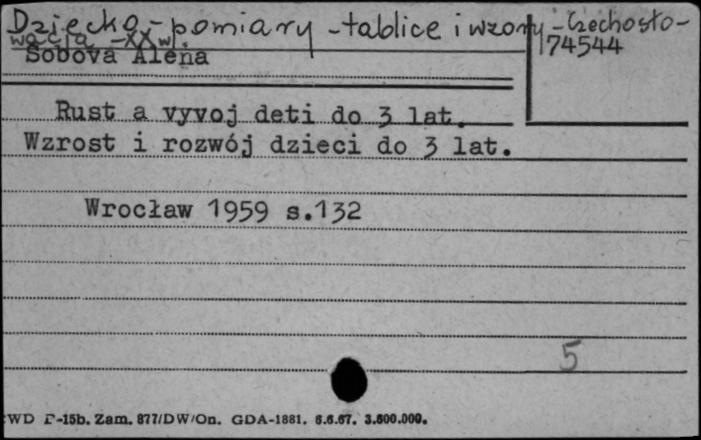 Dziecko - pomiary - tablice i wzory - Czechosło-
wacja - XX w.
74544
Sobova Alena
Rust a vyvoj deti do 3 lat.
Wzrost i rozwój dzieci do 3 lat.
Wrocław 1959 s.132
5
WD P-15b. Zam. 877/DW/On. GDA-1881. 6.6.67. 3.600.000.